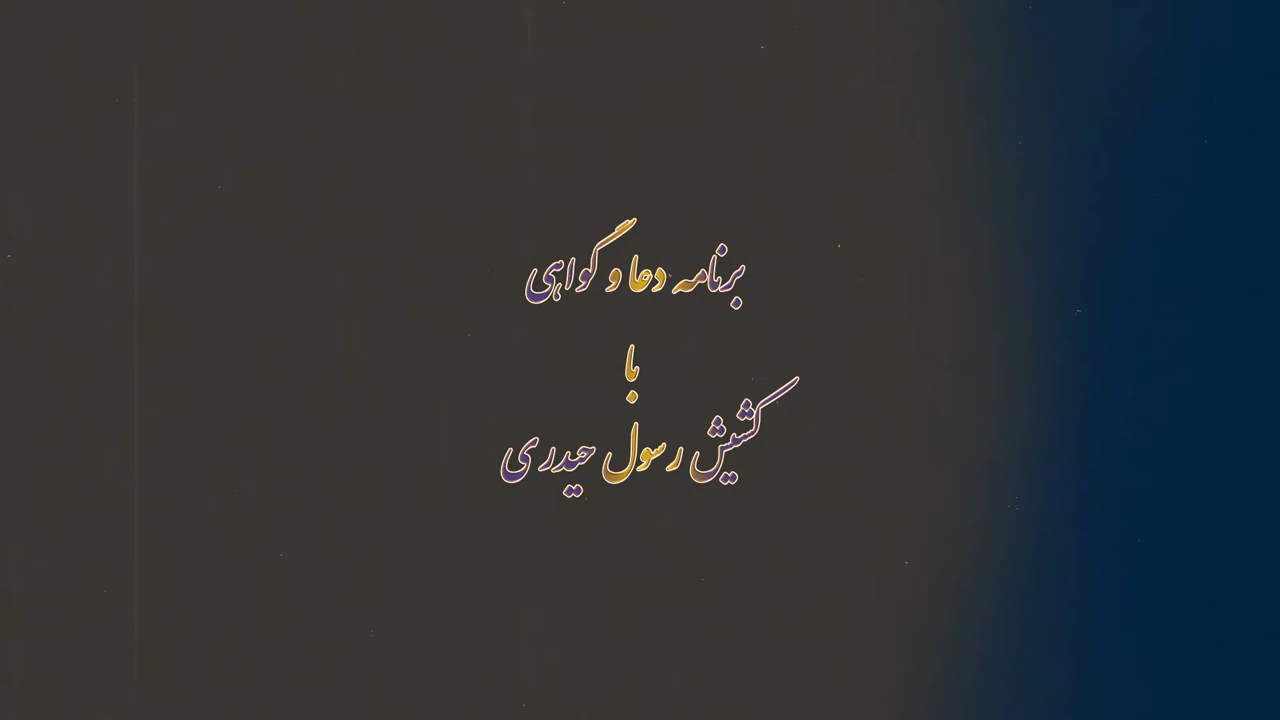 برنامه دعا و گواهی
با
کشیش رسول حیدری